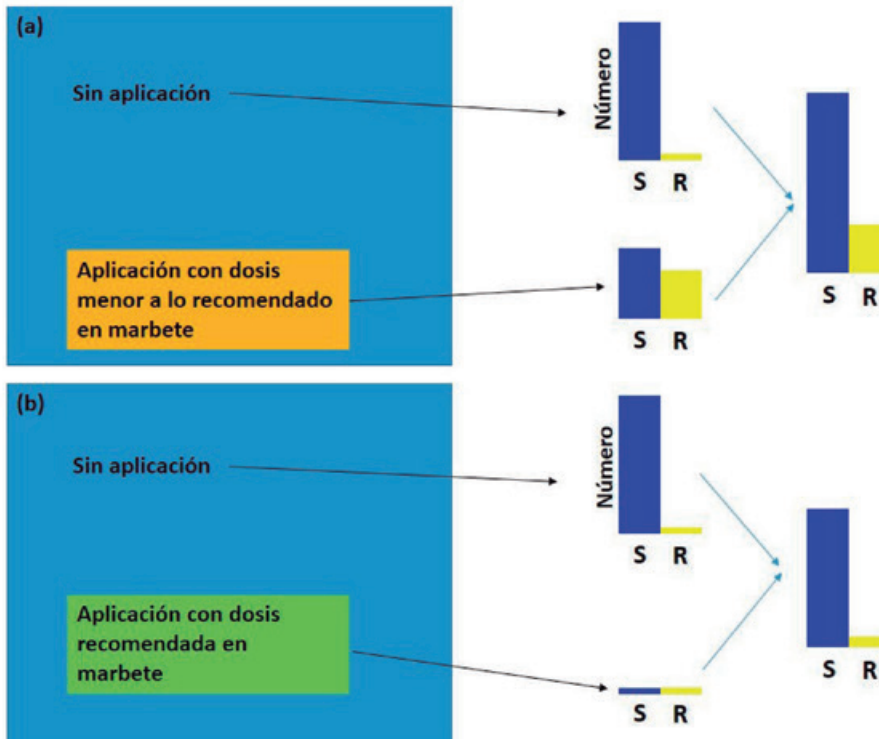 (a)
Sin aplicación
Número
S R
S R
Aplicación con dosis
menor a lo recomendado
en marbete
S R
(b)
Sin aplicación
Número
S R
S R
Aplicación con dosis
recomendada en
marbete
S R